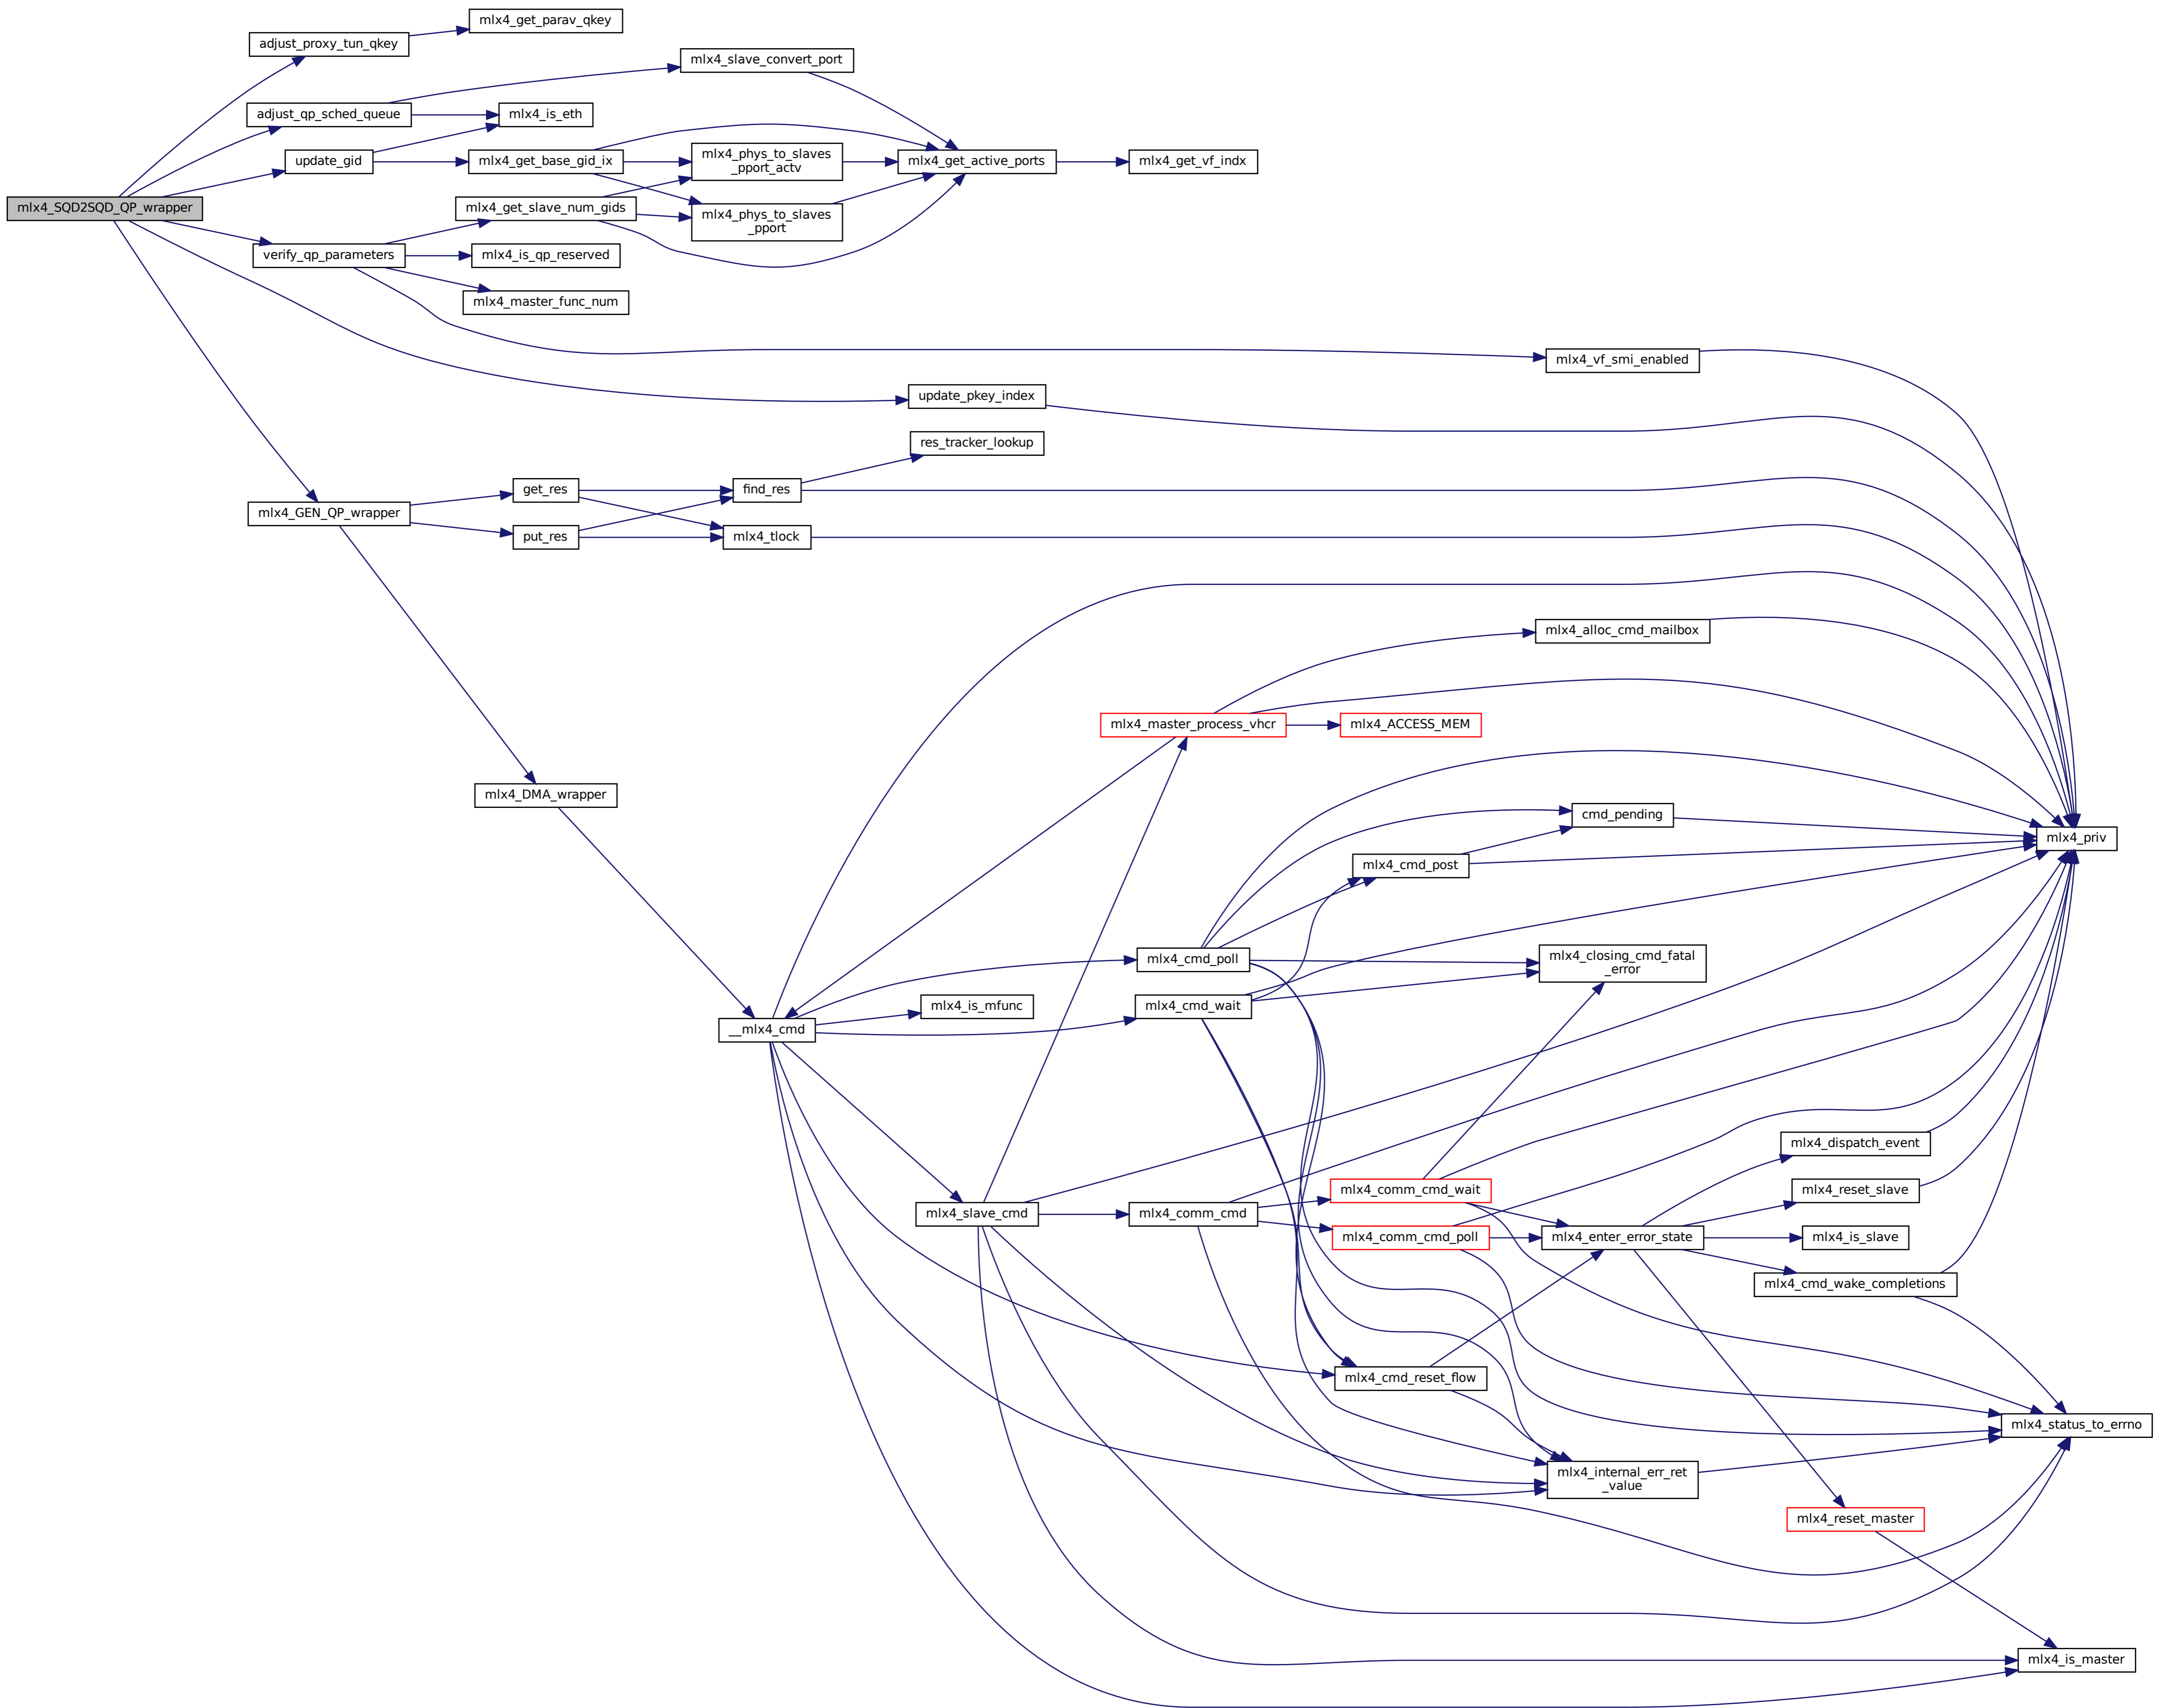 mlx4_get_parav_qkey
adjust_proxy_tun_qkey
mlx4_slave_convert_port
adjust_qp_sched_queue
mlx4_is_eth
update_gid
mlx4_get_base_gid_ix
mlx4_phys_to_slaves
_pport_actv
mlx4_get_active_ports
mlx4_get_vf_indx
mlx4_SQD2SQD_QP_wrapper
mlx4_get_slave_num_gids
mlx4_phys_to_slaves
_pport
verify_qp_parameters
mlx4_is_qp_reserved
mlx4_master_func_num
mlx4_vf_smi_enabled
update_pkey_index
res_tracker_lookup
get_res
find_res
mlx4_GEN_QP_wrapper
put_res
mlx4_tlock
mlx4_alloc_cmd_mailbox
mlx4_master_process_vhcr
mlx4_ACCESS_MEM
mlx4_DMA_wrapper
cmd_pending
mlx4_priv
mlx4_cmd_post
mlx4_cmd_poll
mlx4_closing_cmd_fatal
_error
mlx4_is_mfunc
mlx4_cmd_wait
__mlx4_cmd
mlx4_dispatch_event
mlx4_comm_cmd_wait
mlx4_reset_slave
mlx4_slave_cmd
mlx4_comm_cmd
mlx4_comm_cmd_poll
mlx4_enter_error_state
mlx4_is_slave
mlx4_cmd_wake_completions
mlx4_cmd_reset_flow
mlx4_status_to_errno
mlx4_internal_err_ret
_value
mlx4_reset_master
mlx4_is_master